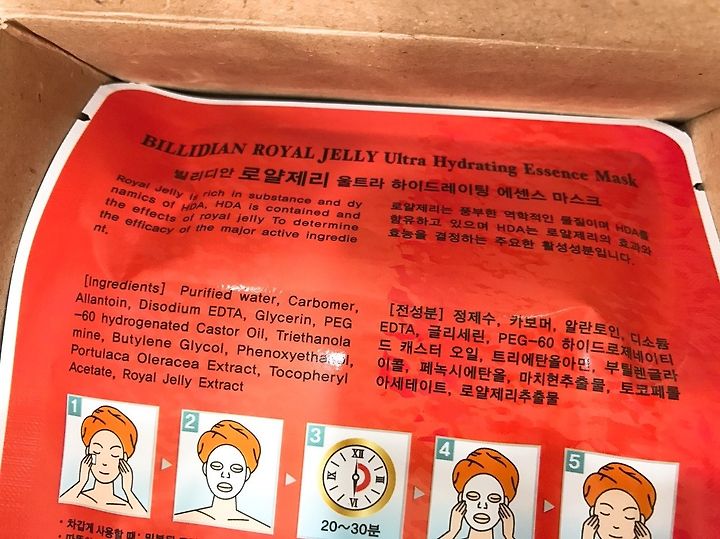 BILLIDIAN ROYAL JELLY Ultra Hydrating Essence Mask
빌리디안 로얄제리 울트라 하이드레이팅 에센스 마스크
Royal Jelly is rich in substance and dy
namics of HDA, HDA is contained and
the effects of royal jelly To determine
the efficacy of the major active ingredie
nt.
로얄제리는 풍부한 역학적인 물질이며 HDA를
함유하고 있으며 HDA는 로얄제리의 효과와
효능을 결정하는 주요한 활성성분입니다.
[Ingredients] Purified water, Carbomer,
Allantoin, Disodium EDTA, Glycerin, PEG
-60 hydrogenated Castor Oil, Triethanola
mine, Butylene Glycol, Phenoxyethanol,
Portulaca Oleracea Extract, Tocopheryl
Acetate, Royal Jelly Extract
[전성분] 정제수, 카보머, 알란토인, 디소듐
EDTA, 글리세린, PEG-60 하이드로제네이티
드 캐스터 오일, 트리에탄올아민, 부틸렌글라
이콜, 페녹시에탄올, 마치현추출물, 토코페롤
아세테이트, 로얄제리추출물
1
2
3
4
5
XII
III
VI
IX
20~30분
• 차갑게 사용할 때: